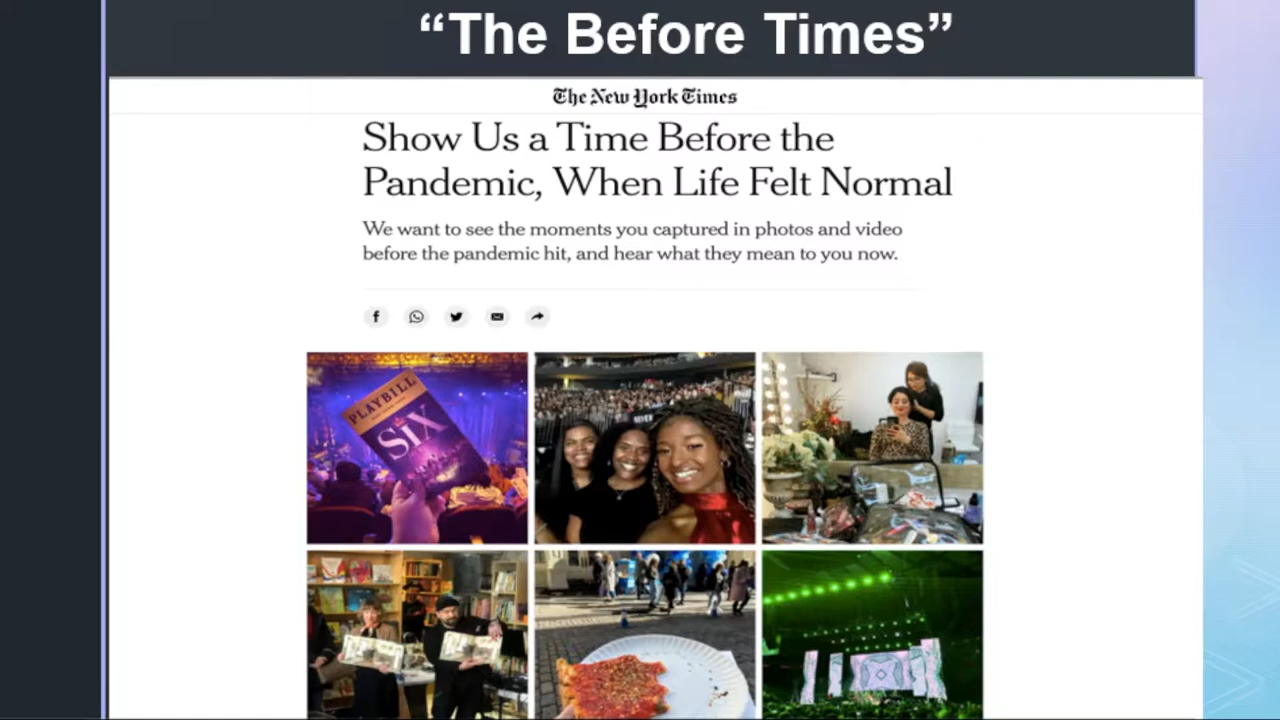 “The Before Times”
The New York Times
Show Us a Time Before the
Pandemic, When Life Felt Normal
We want to see the moments you captured in photos and video
before the pandemic hit, and hear what they mean to you now.
PLAYBILL
SIX